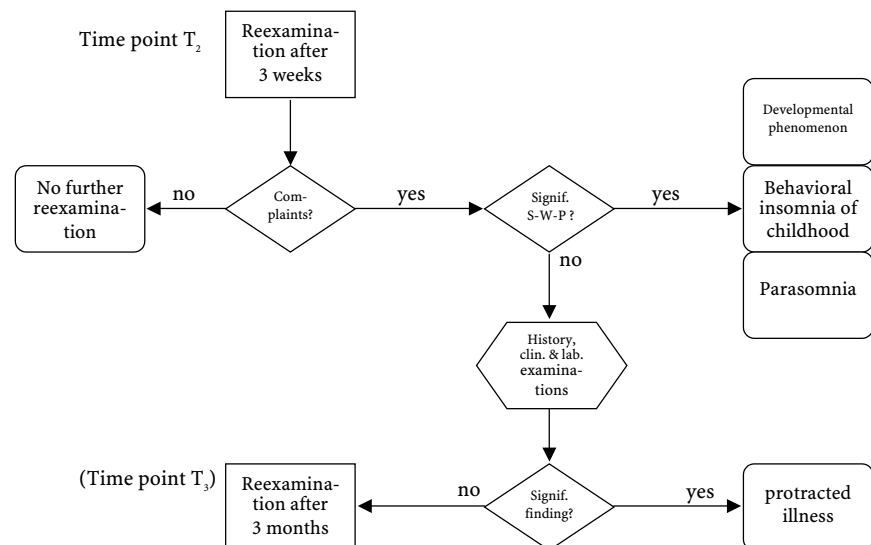 Time point T₂
Reexamina-
tion after
3 weeks
Developmental
phenomenon
No further
reexamina-
tion
no
Com-
plaints?
yes
Signif.
S-W-P ?
yes
Behavioral
insomnia of
childhood
no
Parasomnia
History,
clin. & lab.
examina-
tions
(Time point T₃)
Reexamina-
tion after
3 months
no
Signif.
finding?
yes
protracted
illness